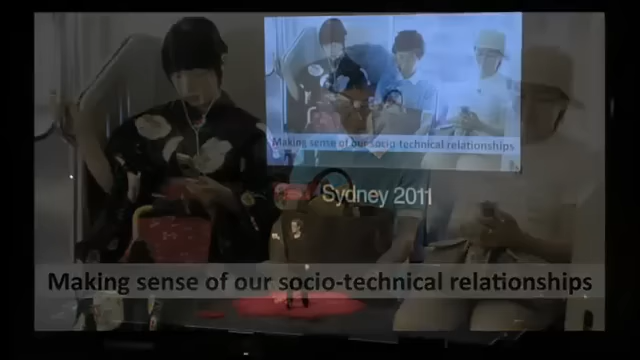 Making sense of our socio-technical relationships
Sydney 2011
Making sense of our socio-technical relationships